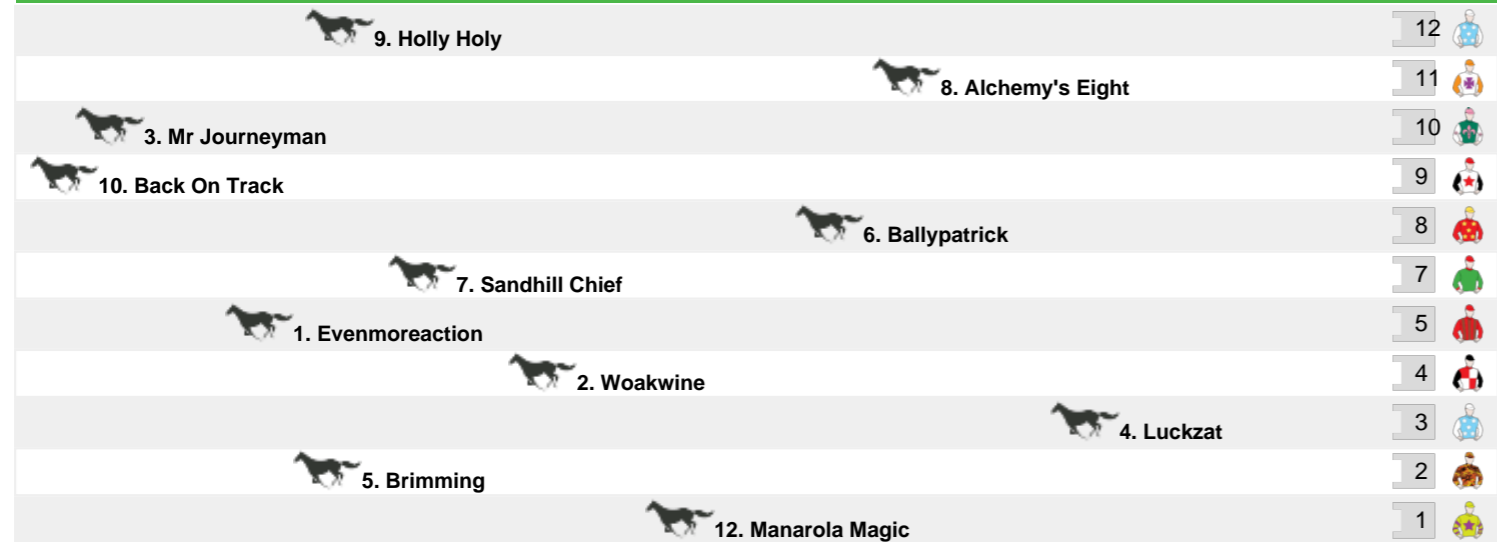 9. Holly Holy 12
8. Alchemy's Eight 11
3. Mr Journeyman 10
10. Back On Track 9
6. Ballypatrick 8
7. Sandhill Chief 7
1. Evenmoreaction 5
2. Woakwine 4
4. Luckzat 3
5. Brimming 2
12. Manarola Magic 1